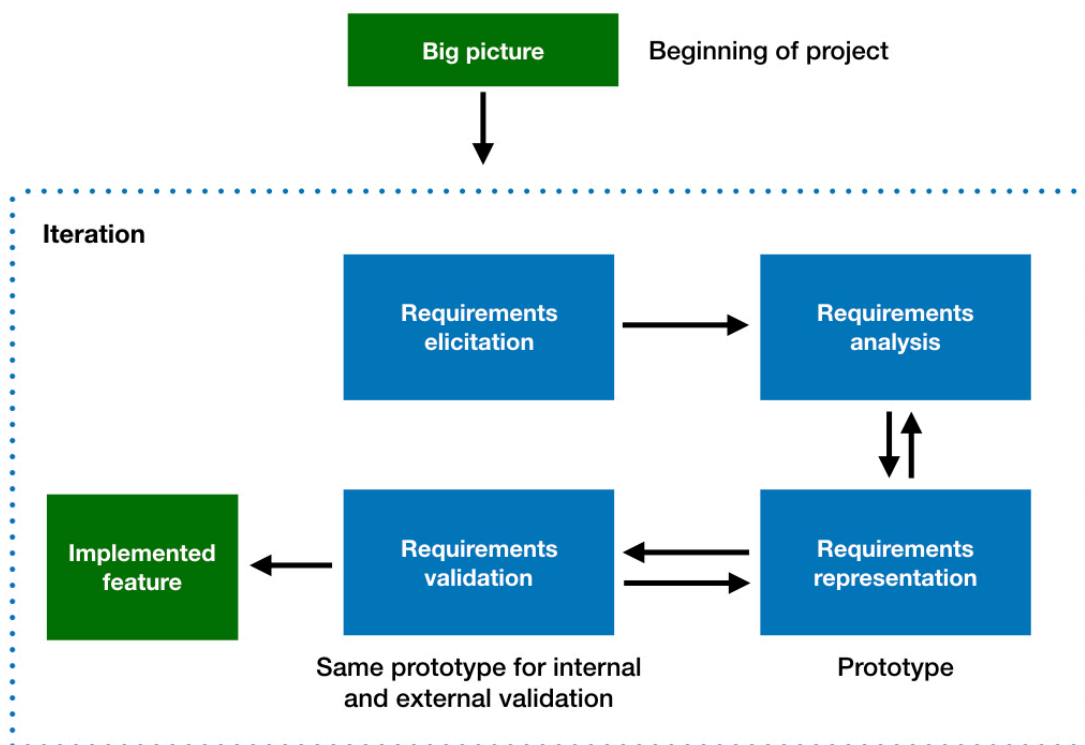 Big picture
Beginning of project
Iteration
Requirements
elicitation
Requirements
analysis
Implemented
feature
Requirements
validation
Requirements
representation
Same prototype for internal
and external validation
Prototype